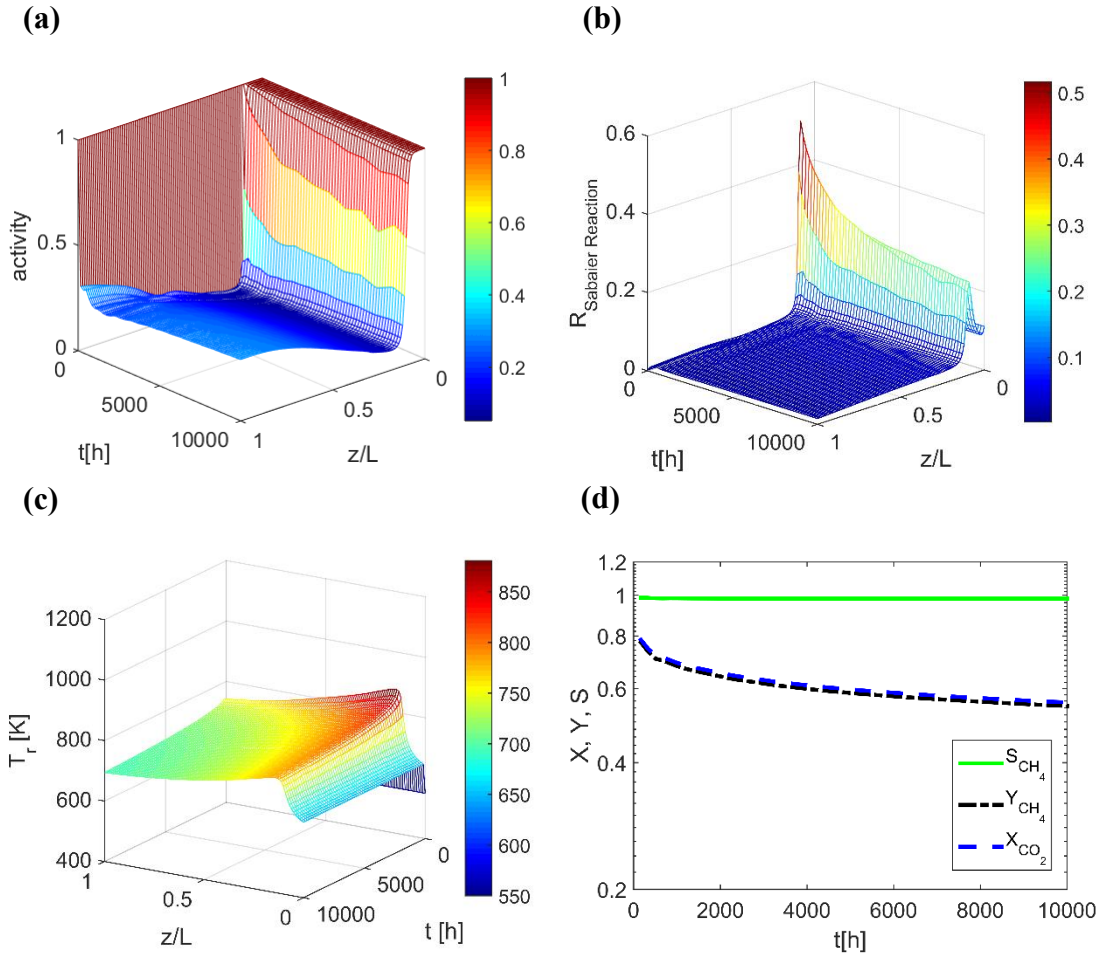 (a)
1
0.5
0
activity
0
5000
10000
t[h]
1
0.5
0
z/L
1
0.8
0.6
0.4
0.2
(b)
0.6
0.4
0.2
0
R_Sabaier Reaction
0
5000
10000
t[h]
1
0.5
0
z/L
0.5
0.4
0.3
0.2
0.1
(c)
1200
1000
800
600
400
T_r [K]
1
0.5
0
z/L
10000
5000
0
t [h]
850
800
750
700
650
600
550
(d)
1.2
1
0.8
0.6
0.4
0.2
X, Y, S
0 2000 4000 6000 8000 10000
t[h]
S_CH_4
Y_CH_4
X_CO_2